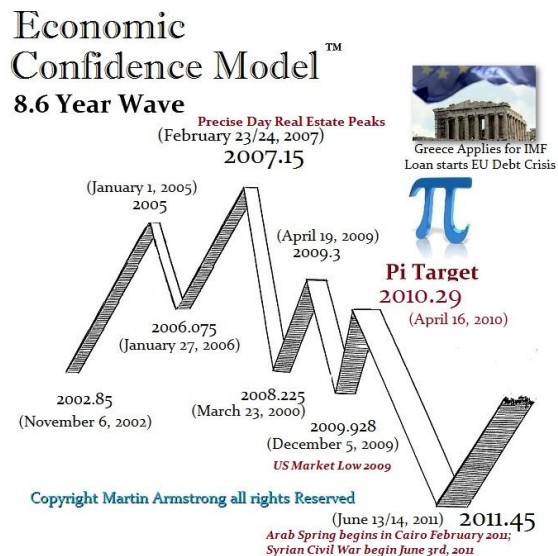 Economic
Confidence Model™
8.6 Year Wave
Precise Day Real Estate Peaks
(February 23/24, 2007)
2007.15
Greece Applies for IMF
Loan starts EU Debt Crisis
(January 1, 2005)
2005
π
(April 19, 2009)
2009.3
Pi Target
2010.29
(April 16, 2010)
2006.075
(January 27, 2006)
2002.85
(November 6, 2002)
2008.225
(March 23, 2000)
2009.928
(December 5, 2009)
US Market Low 2009
Copyright Martin Armstrong all rights Reserved
(June 13/14, 2011) 2011.45
Arab Spring begins in Cairo February 2011;
Syrian Civil War begin June 3rd, 2011